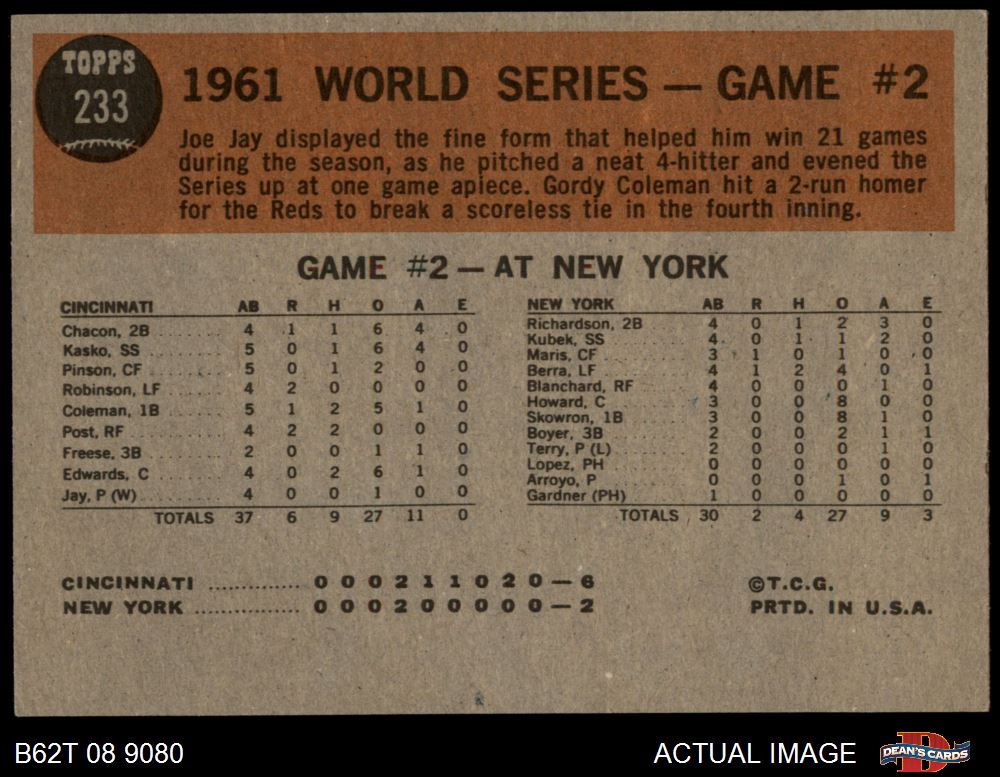 TOPPS
233
1961 WORLD SERIES — GAME #2
Joe Jay displayed the fine form that helped him win 21 games
during the season, as he pitched a neat 4-hitter and evened the
Series up at one game apiece. Gordy Coleman hit a 2-run homer
for the Reds to break a scoreless tie in the fourth inning.
GAME #2 — AT NEW YORK
CINCINNATI AB R H O A E
Chacon, 2B ........ 4 1 1 6 4 0
Kasko, SS ........ 5 0 1 6 4 0
Pinson, CF ........ 5 0 1 2 0 0
Robinson, LF ....... 4 2 0 0 0 0
Coleman, 1B ....... 5 1 2 5 1 0
Post, RF ........ 4 2 2 0 0 0
Freese, 3B ........ 2 0 0 1 1 0
Edwards, C ........ 4 0 2 6 1 0
Jay, P (W) ........ 4 0 0 1 0 0
TOTALS 37 6 9 27 11 0
NEW YORK AB R H O A E
Richardson, 2B ....... 4 0 1 2 3 0
Kubek, SS ........ 4 0 1 1 2 0
Maris, CF ........ 3 1 0 1 0 0
Berra, LF ........ 4 1 2 4 0 1
Blanchard, RF ....... 4 0 0 0 1 0
Howard, C ........ 3 0 0 8 0 0
Skowron, 1B ....... 3 0 0 8 1 0
Boyer, 3B ........ 2 0 0 2 1 1
Terry, P (L) ........ 2 0 0 0 1 0
Lopez, PH ........ 0 0 0 0 0 0
Arroyo, P ........ 0 0 0 1 0 1
Gardner (PH) ....... 1 0 0 0 0 0
TOTALS 30 2 4 27 9 3
CINCINNATI ............. 0 0 0 2 1 1 0 2 0 — 6
NEW YORK .............. 0 0 0 2 0 0 0 0 0 — 2
©T.C.G.
PRTD. IN U.S.A.
B62T 08 9080
ACTUAL IMAGE
DEAN'S CARDS